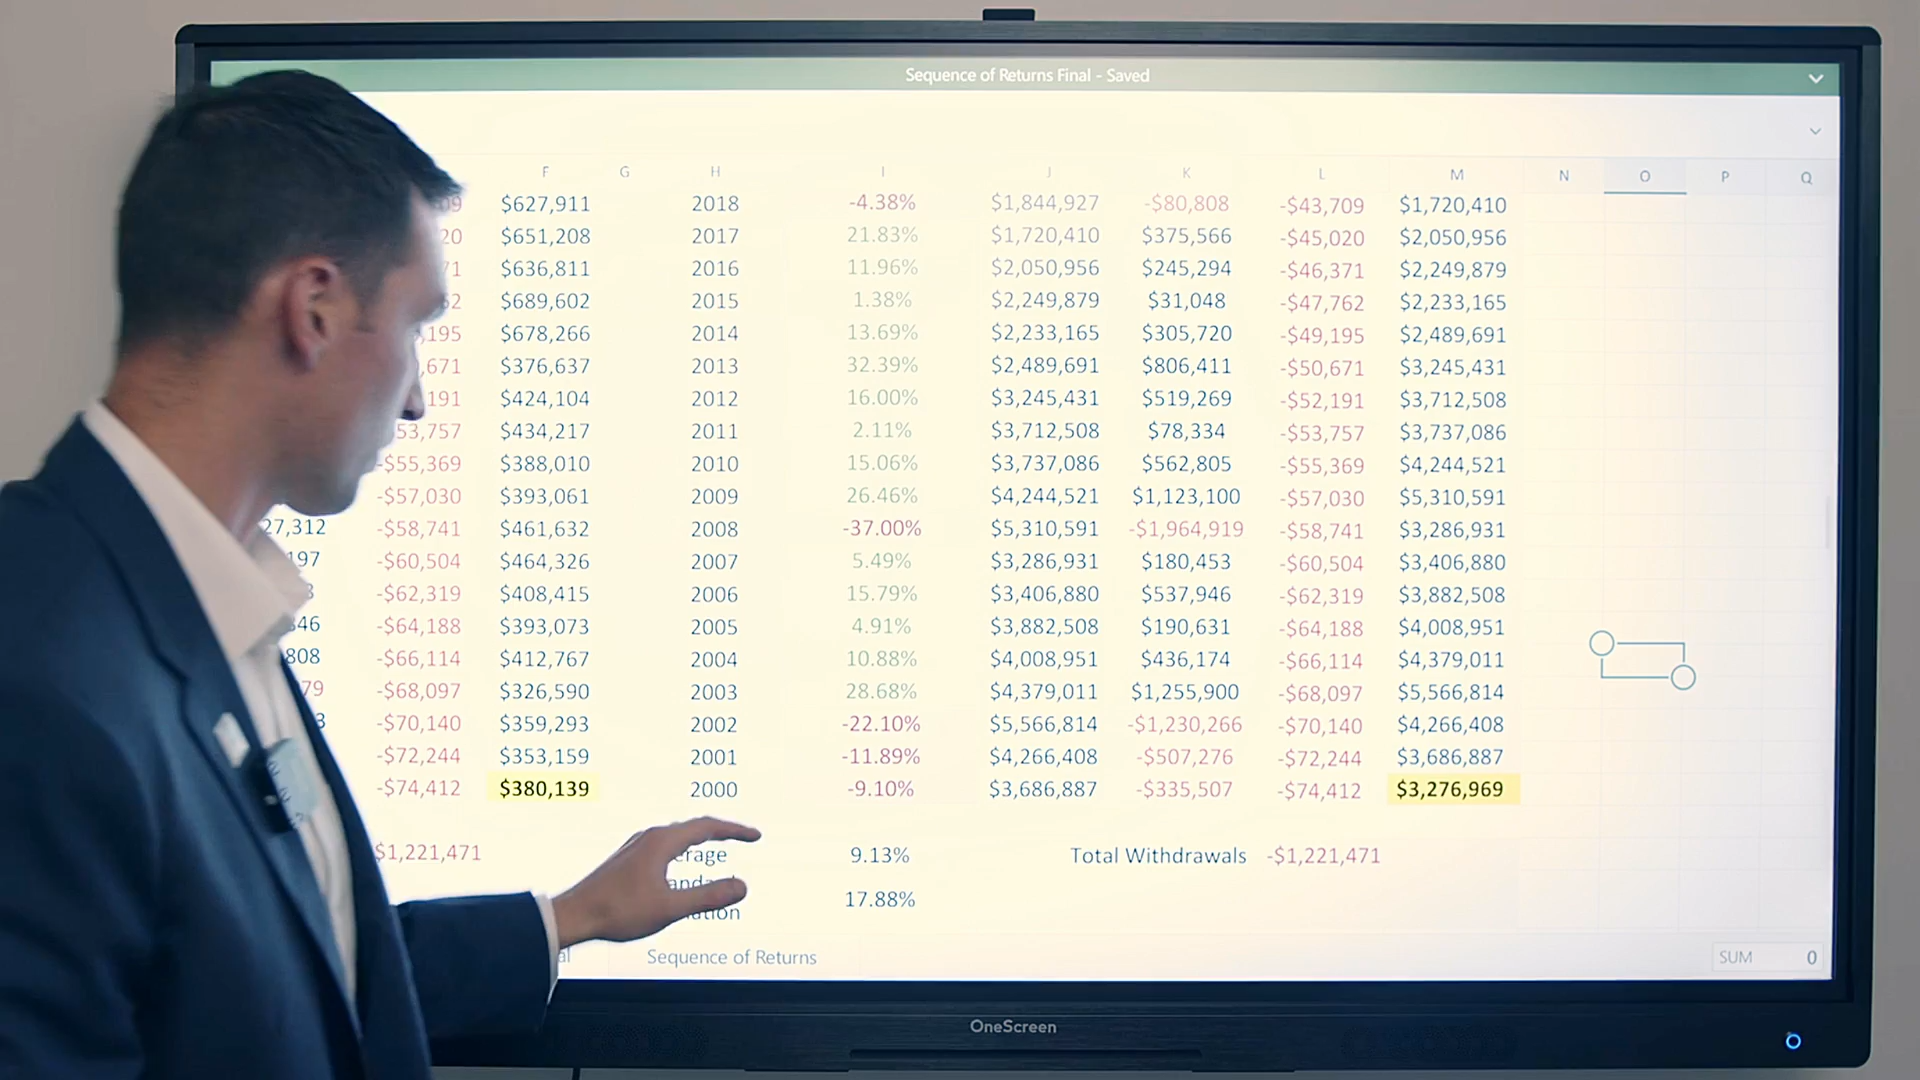 Sequence of Returns Final - Saved
F G H I J K L M N O P Q
09 $627,911 2018 -4.38% $1,844,927 -$80,808 -$43,709 $1,720,410
20 $651,208 2017 21.83% $1,720,410 $375,566 -$45,020 $2,050,956
71 $636,811 2016 11.96% $2,050,956 $245,294 -$46,371 $2,249,879
62 $689,602 2015 1.38% $2,249,879 $31,048 -$47,762 $2,233,165
,195 $678,266 2014 13.69% $2,233,165 $305,720 -$49,195 $2,489,691
,671 $376,637 2013 32.39% $2,489,691 $806,411 -$50,671 $3,245,431
,191 $424,104 2012 16.00% $3,245,431 $519,269 -$52,191 $3,712,508
53,757 $434,217 2011 2.11% $3,712,508 $78,334 -$53,757 $3,737,086
-$55,369 $388,010 2010 15.06% $3,737,086 $562,805 -$55,369 $4,244,521
-$57,030 $393,061 2009 26.46% $4,244,521 $1,123,100 -$57,030 $5,310,591
27,312 -$58,741 $461,632 2008 -37.00% $5,310,591 -$1,964,919 -$58,741 $3,286,931
197 -$60,504 $464,326 2007 5.49% $3,286,931 $180,453 -$60,504 $3,406,880
-$62,319 $408,415 2006 15.79% $3,406,880 $537,946 -$62,319 $3,882,508
346 -$64,188 $393,073 2005 4.91% $3,882,508 $190,631 -$64,188 $4,008,951
808 -$66,114 $412,767 2004 10.88% $4,008,951 $436,174 -$66,114 $4,379,011
79 -$68,097 $326,590 2003 28.68% $4,379,011 $1,255,900 -$68,097 $5,566,814
3 -$70,140 $359,293 2002 -22.10% $5,566,814 -$1,230,266 -$70,140 $4,266,408
-$72,244 $353,159 2001 -11.89% $4,266,408 -$507,276 -$72,244 $3,686,887
-$74,412 $380,139 2000 -9.10% $3,686,887 -$335,507 -$74,412 $3,276,969
$1,221,471 erage 9.13% Total Withdrawals -$1,221,471
17.88%
Sequence of Returns SUM 0
OneScreen